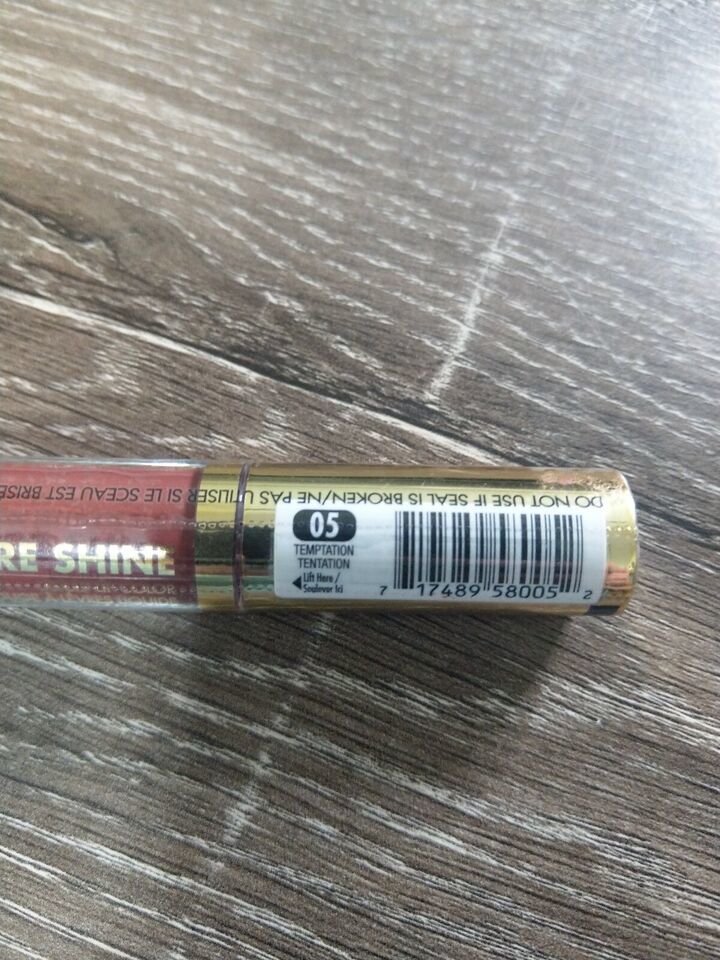 DO NOT USE IF SEAL IS BROKEN/NE PAS UTILISER SI LE SCEAU EST BRISÉ
RE SHINE
05
TEMPTATION
TENTATION
Lift Here /
Soulever Ici
7 17489 58005 2